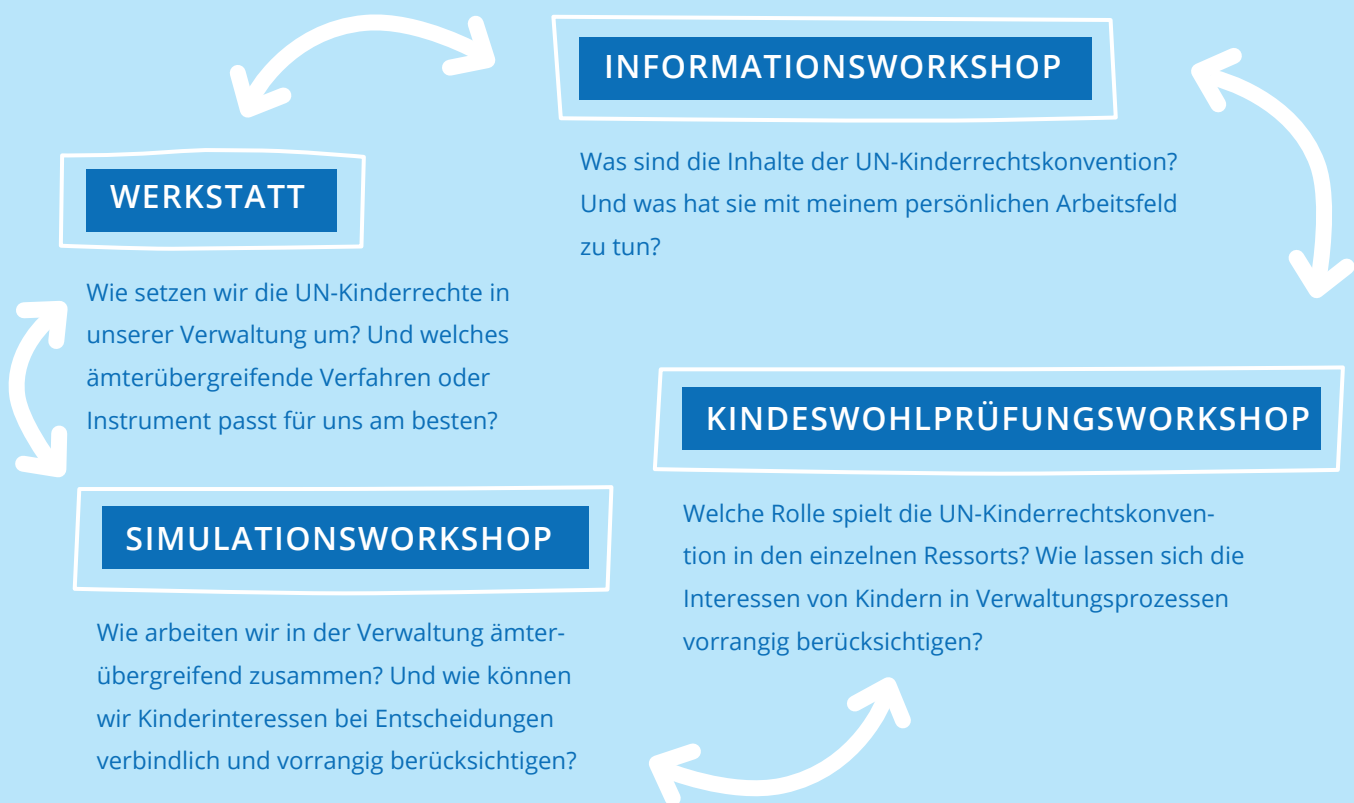 INFORMATIONSWORKSHOP
Was sind die Inhalte der UN-Kinderrechtskonvention?
Und was hat sie mit meinem persönlichen Arbeitsfeld
zu tun?
WERKSTATT
Wie setzen wir die UN-Kinderrechte in
unserer Verwaltung um? Und welches
ämterübergreifende Verfahren oder
Instrument passt für uns am besten?
KINDESWOHLPRÜFUNGSWORKSHOP
Welche Rolle spielt die UN-Kinderrechtskonven-
tion in den einzelnen Ressorts? Wie lassen sich die
Interessen von Kindern in Verwaltungsprozessen
vorrangig berücksichtigen?
SIMULATIONSWORKSHOP
Wie arbeiten wir in der Verwaltung ämter-
übergreifend zusammen? Und wie können
wir Kinderinteressen bei Entscheidungen
verbindlich und vorrangig berücksichtigen?